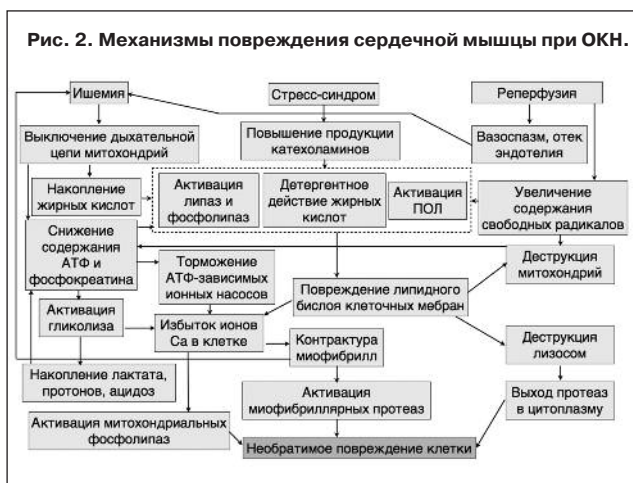 Рис. 2. Механизмы повреждения сердечной мышцы при ОКН.
Ишемия
Стресс-синдром
Реперфузия
Выключение дыхательной
цепи митохондрий
Повышение продукции
катехоламинов
Вазоспазм, отек
эндотелия
Накопление
жирных кислот
Активация
липаз и
фосфолипаз
Детергентное
действие жирных
кислот
Активация
ПОЛ
Увеличение
содержания
свободных радикалов
Снижение
содержания
АТФ и
фосфокреатина
Торможение
АТФ-зависимых
ионных насосов
Деструкция
митохондрий
Повреждение липидного
бислоя клеточных мебран
Активация
гликолиза
Избыток ионов
Са в клетке
Контрактура
миофибрилл
Деструкция
лизосом
Накопление лактата,
протонов, ацидоз
Активация
миофибриллярных протеаз
Выход протеаз
в цитоплазму
Активация митохондриальных
фосфолипаз
Необратимое повреждение клетки